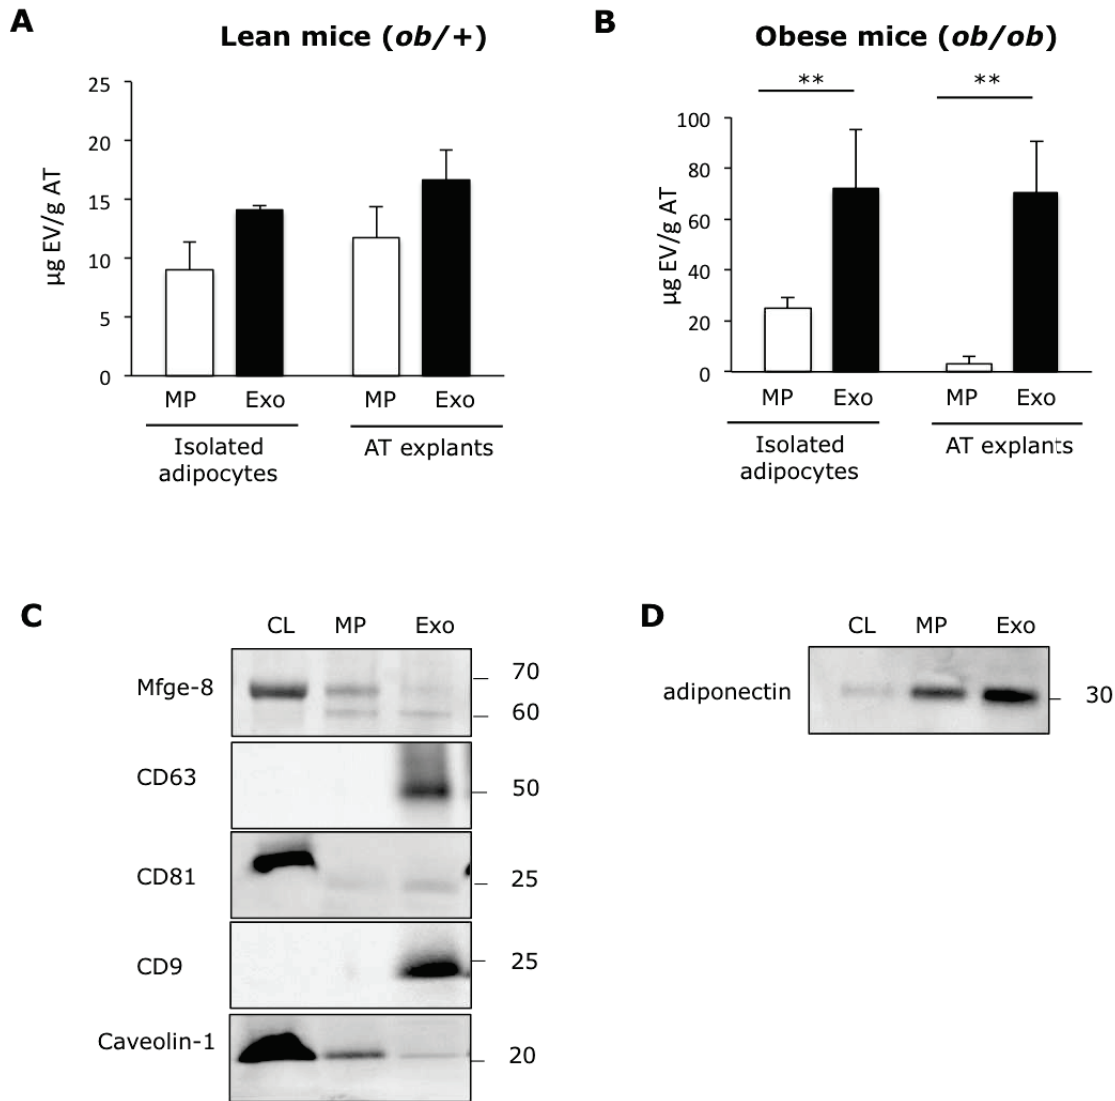 A
Lean mice (ob/+)
25
20
15
10
5
0
µg EV/g AT
MP Exo MP Exo
Isolated
adipocytes
AT explants
B
Obese mice (ob/ob)
** **
100
80
60
40
20
0
µg EV/g AT
MP Exo MP Exo
Isolated
adipocytes
AT explants
C
CL MP Exo
Mfge-8
70
60
CD63
50
CD81
25
CD9
25
Caveolin-1
20
D
CL MP Exo
adiponectin
30